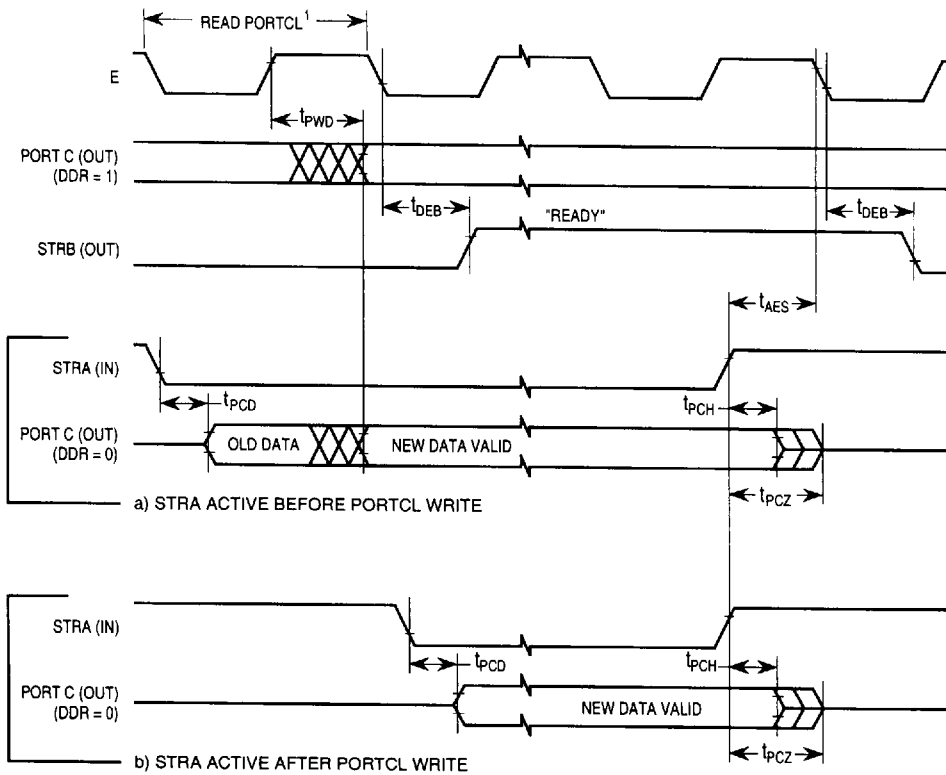 READ PORTCL¹
E
tPWD
PORT C (OUT)
(DDR = 1)
tDEB
"READY"
tDEB
STRB (OUT)
tAES
STRA (IN)
tPCD
tPCH
PORT C (OUT)
(DDR = 0)
OLD DATA
NEW DATA VALID
tPCZ
a) STRA ACTIVE BEFORE PORTCL WRITE
STRA (IN)
tPCD
tPCH
PORT C (OUT)
(DDR = 0)
NEW DATA VALID
tPCZ
b) STRA ACTIVE AFTER PORTCL WRITE